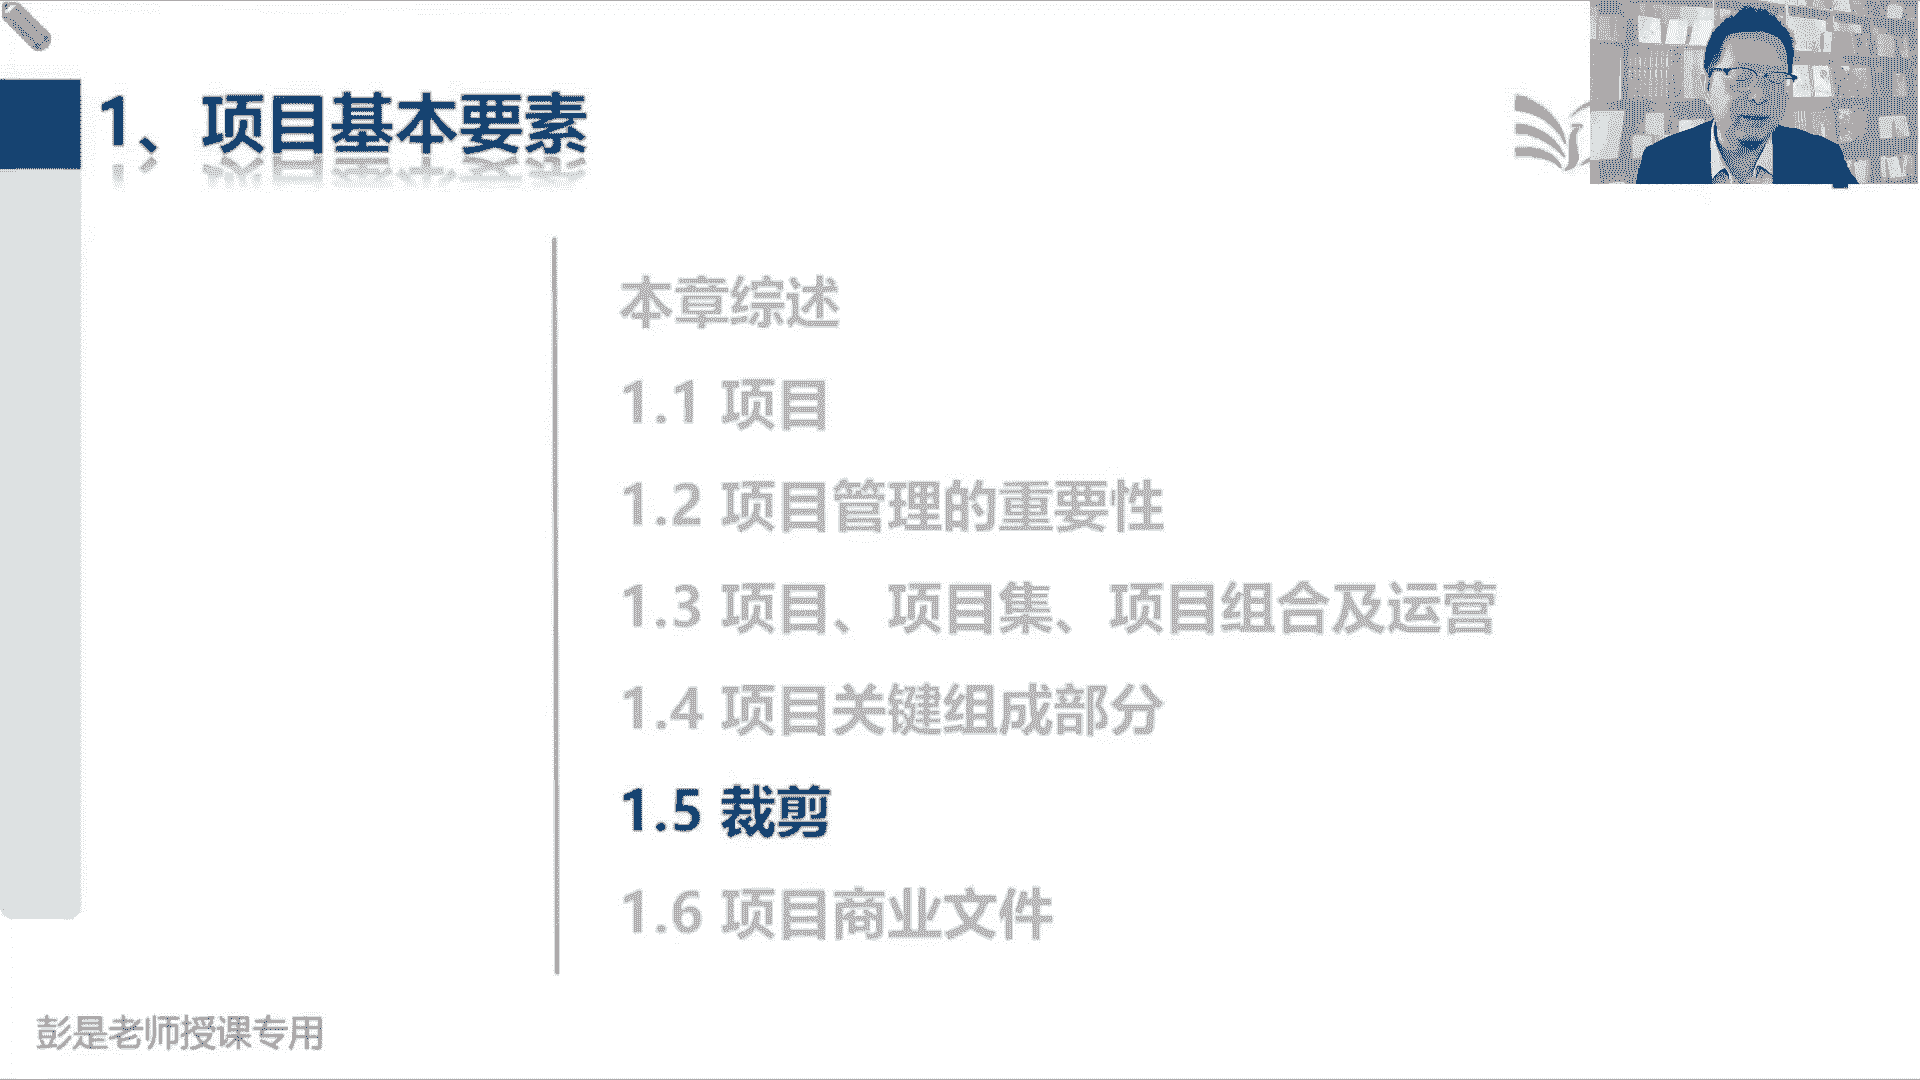 1、项目基本要素
本章综述
1.1 项目
1.2 项目管理的重要性
1.3 项目、项目集、项目组合及运营
1.4 项目关键组成部分
1.5 裁剪
1.6 项目商业文件
彭是老师授课专用